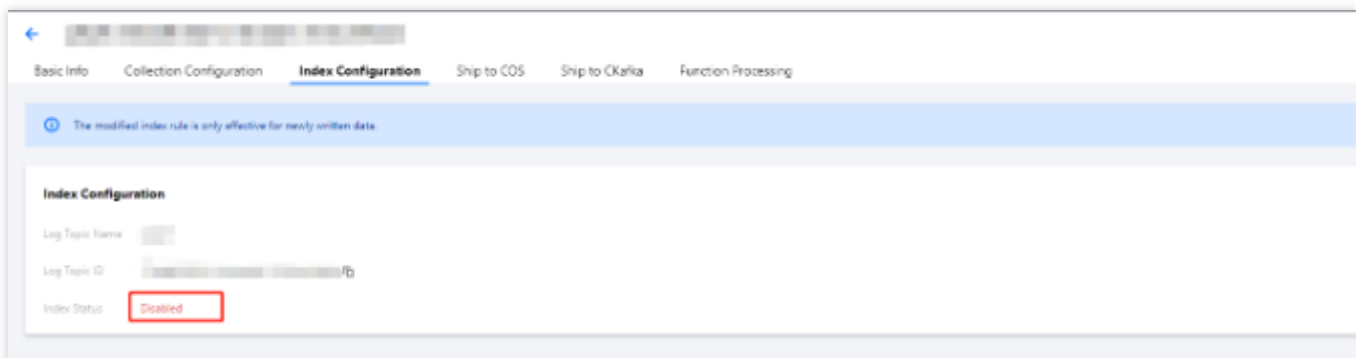 Basic Info Collection Configuration Index Configuration Ship to COS Ship to CKafka Function Processing
The modified index rule is only effective for newly written data.
Index Configuration
Log Topic Name
Log Topic ID
Index Status Disabled